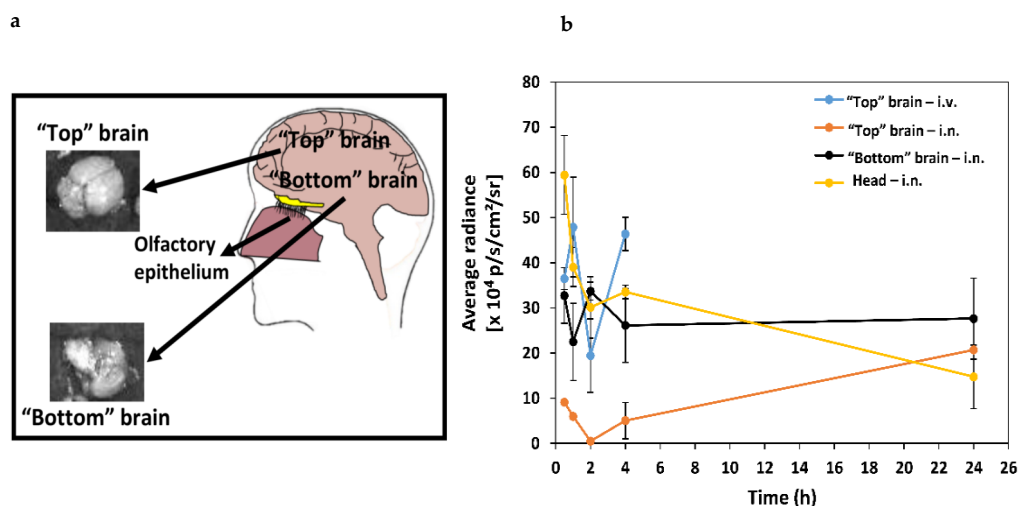 a
"Top" brain
"Top" brain
"Bottom" brain
Olfactory
epithelium
"Bottom" brain
b
Average radiance
[x 10⁴ p/s/cm²/sr]
80
70
60
50
40
30
20
10
0
"Top" brain – i.v.
"Top" brain – i.n.
"Bottom" brain – i.n.
Head – i.n.
0 2 4 6 8 10 12 14 16 18 20 22 24 26
Time (h)